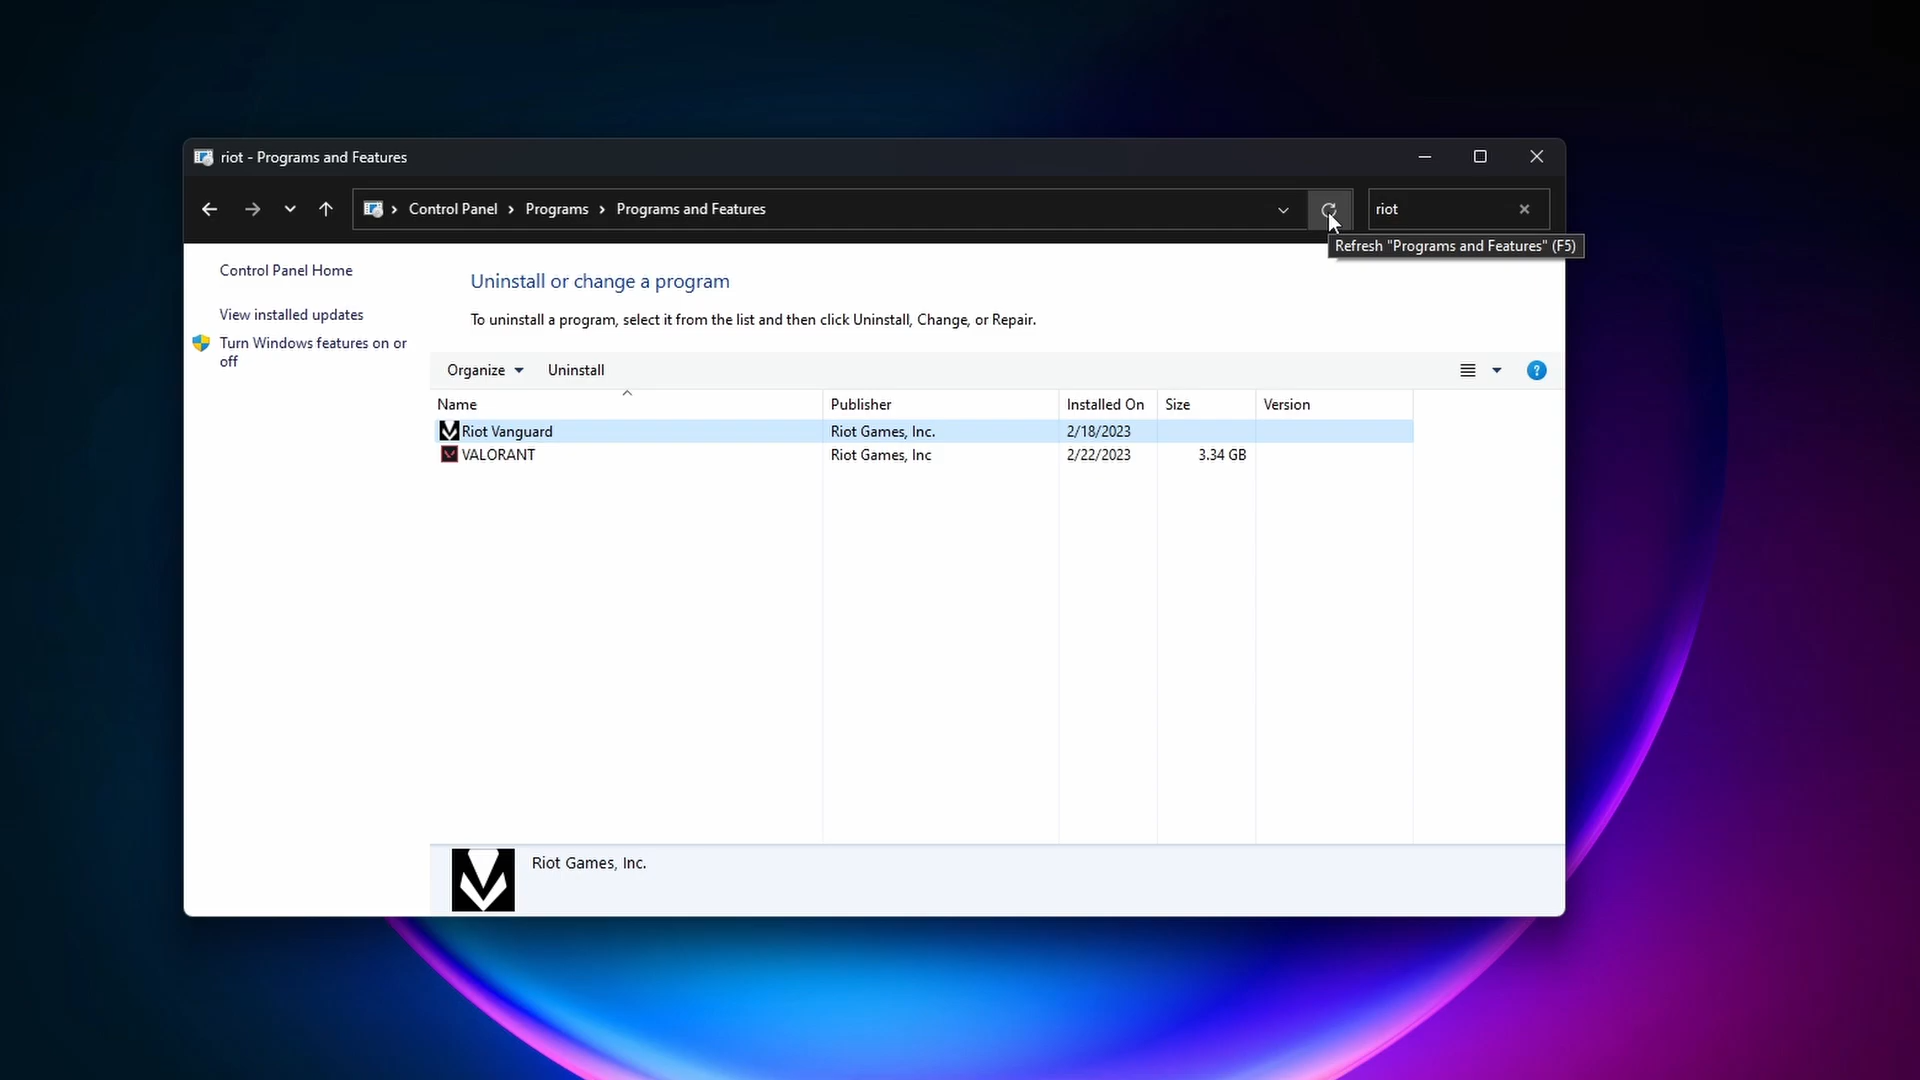 riot - Programs and Features
Control Panel Programs Programs and Features
riot
Refresh "Programs and Features" (F5)
Control Panel Home
View installed updates
Turn Windows features on or
off
Uninstall or change a program
To uninstall a program, select it from the list and then click Uninstall, Change, or Repair.
Organize Uninstall
?
Name Publisher Installed On Size Version
Riot Vanguard Riot Games, Inc. 2/18/2023
VALORANT Riot Games, Inc 2/22/2023 3.34 GB
Riot Games, Inc.